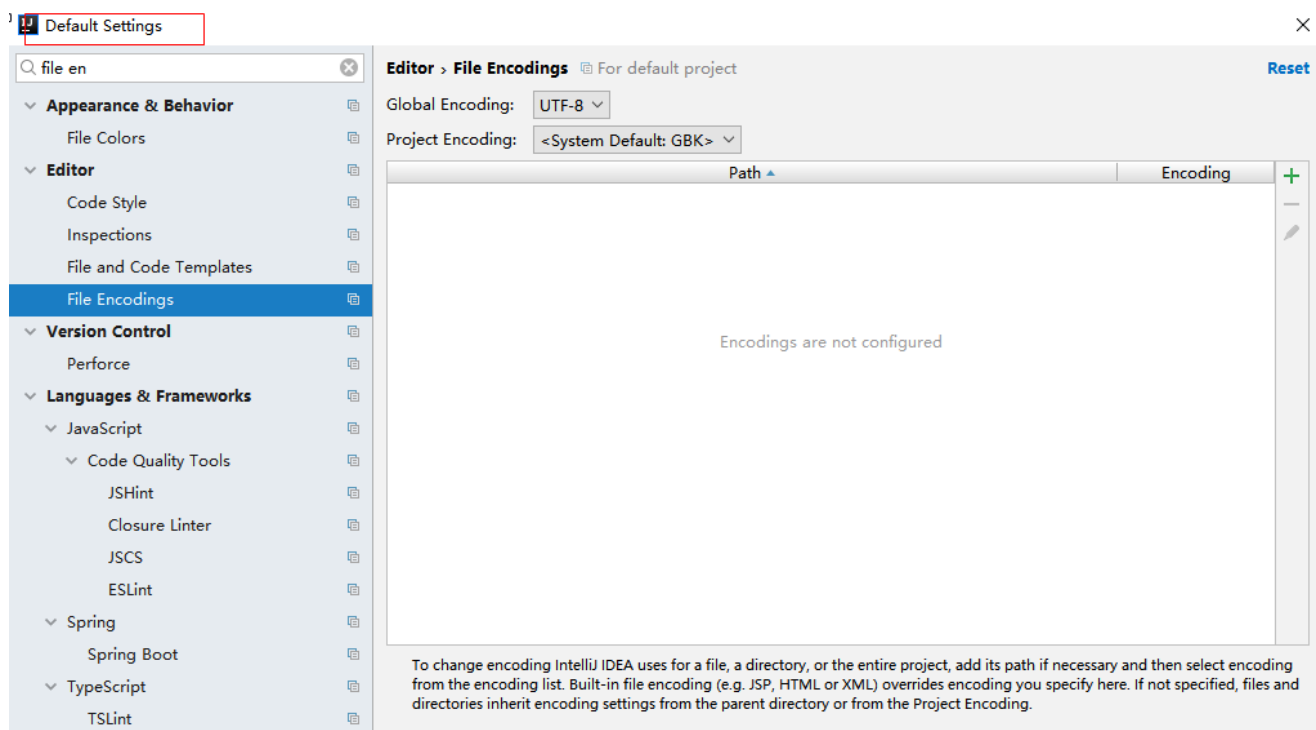 Default Settings
file en
Appearance & Behavior
File Colors
Editor
Code Style
Inspections
File and Code Templates
File Encodings
Version Control
Perforce
Languages & Frameworks
JavaScript
Code Quality Tools
JSHint
Closure Linter
JSCS
ESLint
Spring
Spring Boot
TypeScript
TSLint
Editor › File Encodings For default project Reset
Global Encoding: UTF-8
Project Encoding: <System Default: GBK>
Path Encoding
Encodings are not configured
To change encoding IntelliJ IDEA uses for a file, a directory, or the entire project, add its path if necessary and then select encoding
from the encoding list. Built-in file encoding (e.g. JSP, HTML or XML) overrides encoding you specify here. If not specified, files and
directories inherit encoding settings from the parent directory or from the Project Encoding.